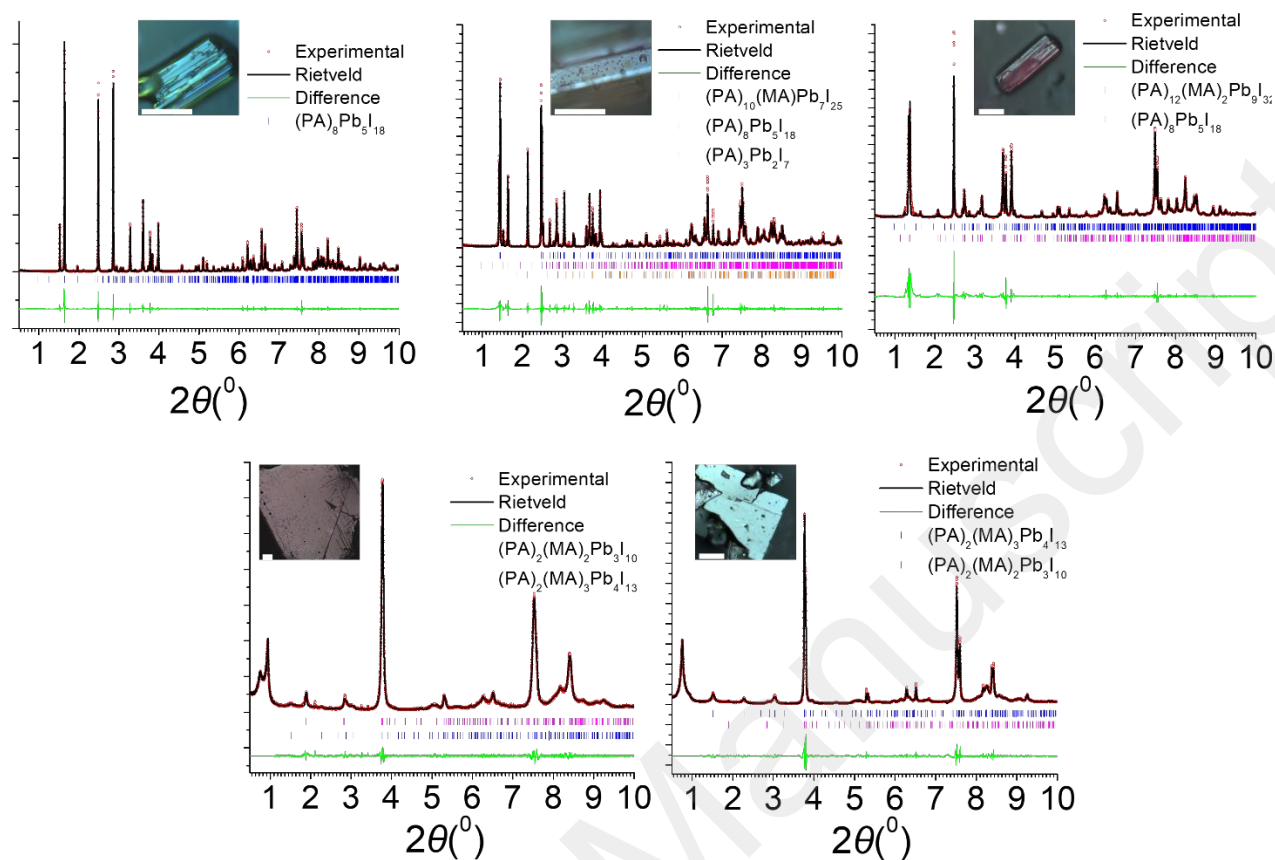 Experimental
Rietveld
Difference
(PA)₈Pb₅I₁₈
1 2 3 4 5 6 7 8 9 10
2θ(⁰)
Experimental
Rietveld
Difference
(PA)₁₀(MA)Pb₇I₂₅
(PA)₈Pb₅I₁₈
(PA)₃Pb₂I₇
1 2 3 4 5 6 7 8 9 10
2θ(⁰)
Experimental
Rietveld
Difference
(PA)₁₂(MA)₂Pb₉I₃₂
(PA)₈Pb₅I₁₈
1 2 3 4 5 6 7 8 9 10
2θ(⁰)
Experimental
Rietveld
Difference
(PA)₂(MA)₂Pb₃I₁₀
(PA)₂(MA)₃Pb₄I₁₃
1 2 3 4 5 6 7 8 9 10
2θ(⁰)
Experimental
Rietveld
Difference
(PA)₂(MA)₃Pb₄I₁₃
(PA)₂(MA)₂Pb₃I₁₀
1 2 3 4 5 6 7 8 9 10
2θ(⁰)
Manuscript